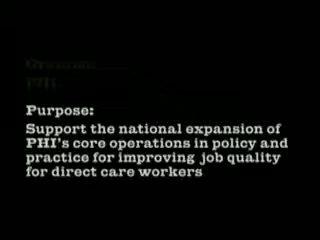 Purpose:
Support the national expansion of
PHI's core operations in policy and
practice for improving job quality
for direct care workers